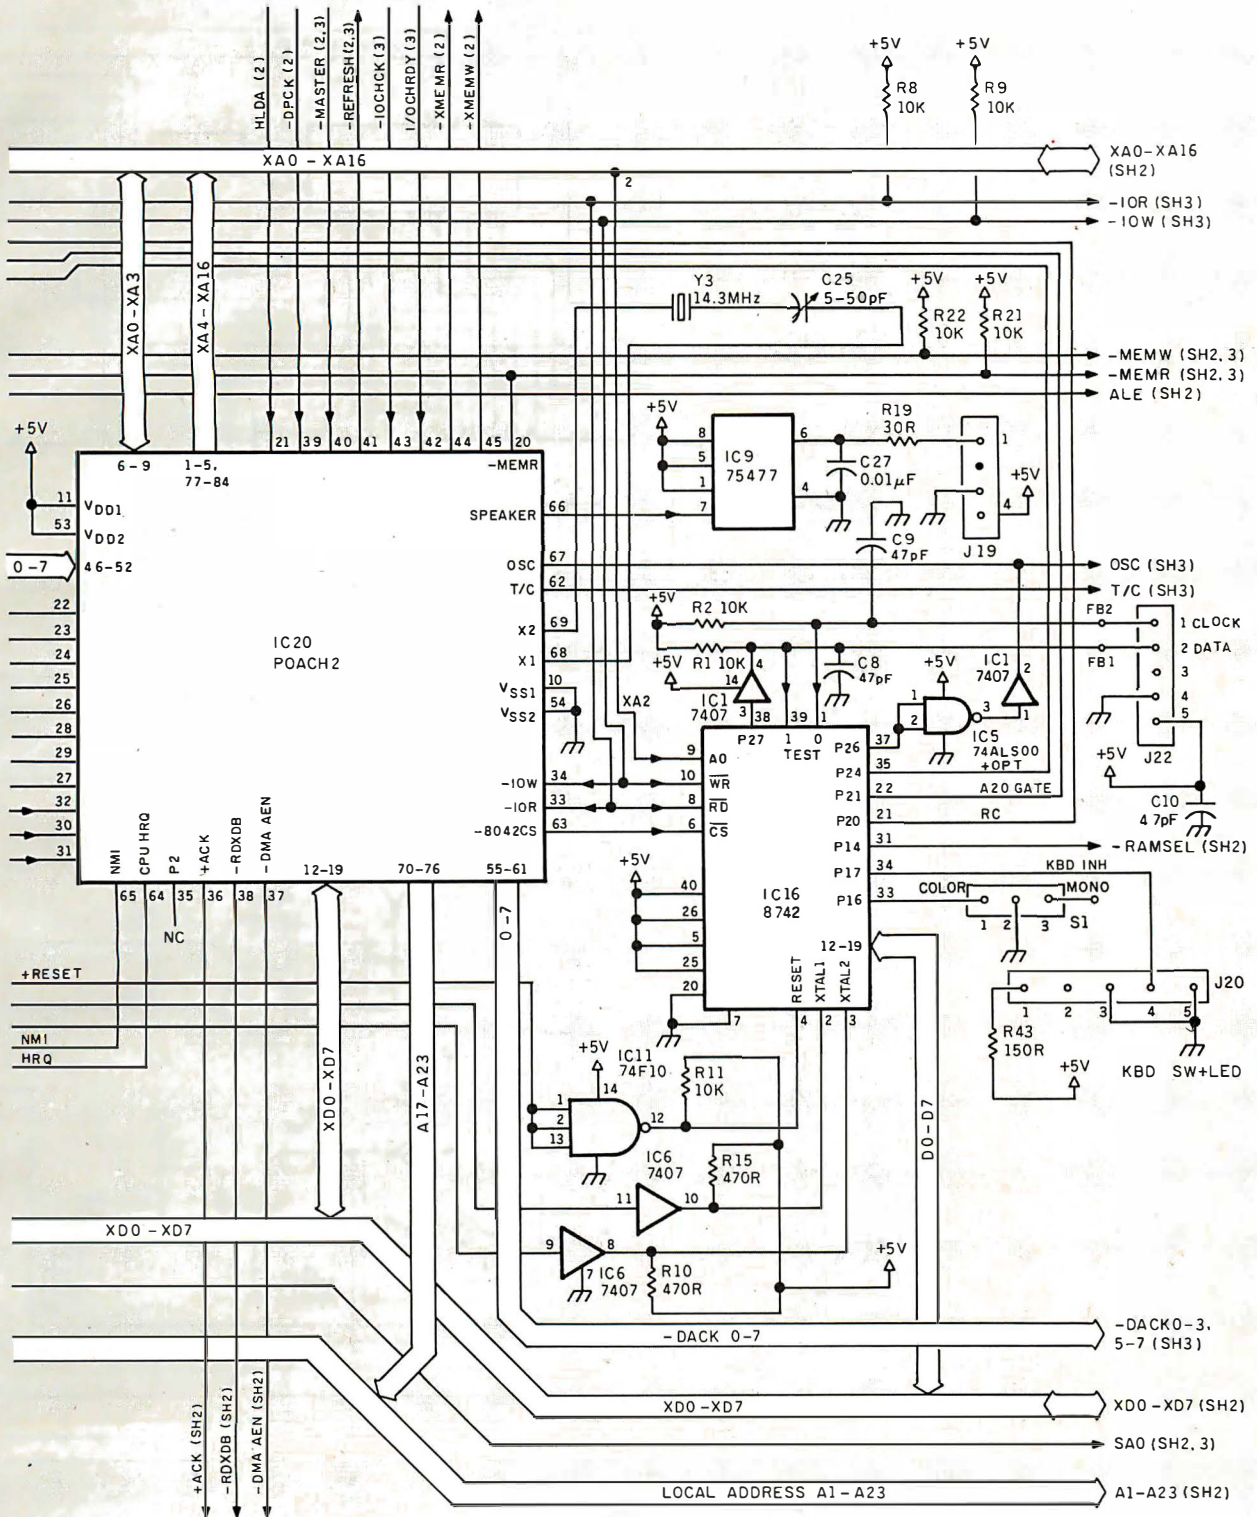 HLDA (2)
-DPCK (2)
-MASTER (2,3)
-REFRESH (2,3)
-IOCHCK (3)
I/OCHRDY (3)
-XMEMR (2)
-XMEMW (2)
+5V
+5V
R8
10K
R9
10K
XA0-XA16
XA0-XA16
(SH2)
2
-IOR (SH3)
-IOW (SH3)
XA0-XA3
XA4-XA16
Y3
14.3MHz
C25
5-50pF
+5V
+5V
R22
10K
R21
10K
-MEMW (SH2,3)
-MEMR (SH2,3)
ALE (SH2)
+5V
21 39 40 41 43 42 44 45 20
6-9
1-5,
77-84
-MEMR
11
VDD1
53
VDD2
0-7
46-52
SPEAKER 66
OSC 67
T/C 62
X2 69
X1 68
VSS1 10
VSS2 54
-IOW 34
-IOR 33
-8042CS 63
IC20
POACH2
22
23
24
25
26
28
29
27
32
30
31
NMI
CPU HRQ
P2
+ACK
-RDXDB
-DMA AEN
12-19
70-76
55-61
65 64 35 36 38 37
NC
+5V
8
5
1
7
IC9
75477
6
4
R19
30R
C27
0.01µF
1
4
+5V
J19
C9
47pF
OSC (SH3)
T/C (SH3)
+5V
R2 10K
R1 10K
+5V
14
4
3
IC1
7407
C8
47pF
FB2
FB1
1 CLOCK
2 DATA
3
4
5
J22
+5V
C10
47pF
+5V
1
2
3
IC5
74ALS00
IC1
7407
2
1
XA2
38 39 1
P27
1 0
TEST
9 A0
10 WR
8 RD
6 CS
P26 37
P24 35 +OPT
P21 22 A20 GATE
P20 21 RC
P14 31
P17 34 KBD INH
P16 33
-RAMSEL (SH2)
IC16
8742
+5V
40
26
5
25
20
7
12-19
RESET
XTAL1
XTAL2
4 2 3
COLOR
MONO
1 2 3
S1
J20
1 2 3 4 5
R43
150R
+5V
KBD SW+LED
+RESET
NMI
HRQ
0-7
XD0-XD7
A17-A23
+5V
IC11
74F10
14
1
2
13
12
R11
10K
IC6
7407
11
10
R15
470R
9
8
7
IC6
7407
R10
470R
+5V
D0-D7
XD0-XD7
-DACK 0-7
-DACK0-3,
5-7 (SH3)
XD0-XD7
XD0-XD7 (SH2)
SA0 (SH2,3)
LOCAL ADDRESS A1-A23
A1-A23 (SH2)
+ACK (SH2)
-RDXDB (SH2)
-DMA AEN (SH2)